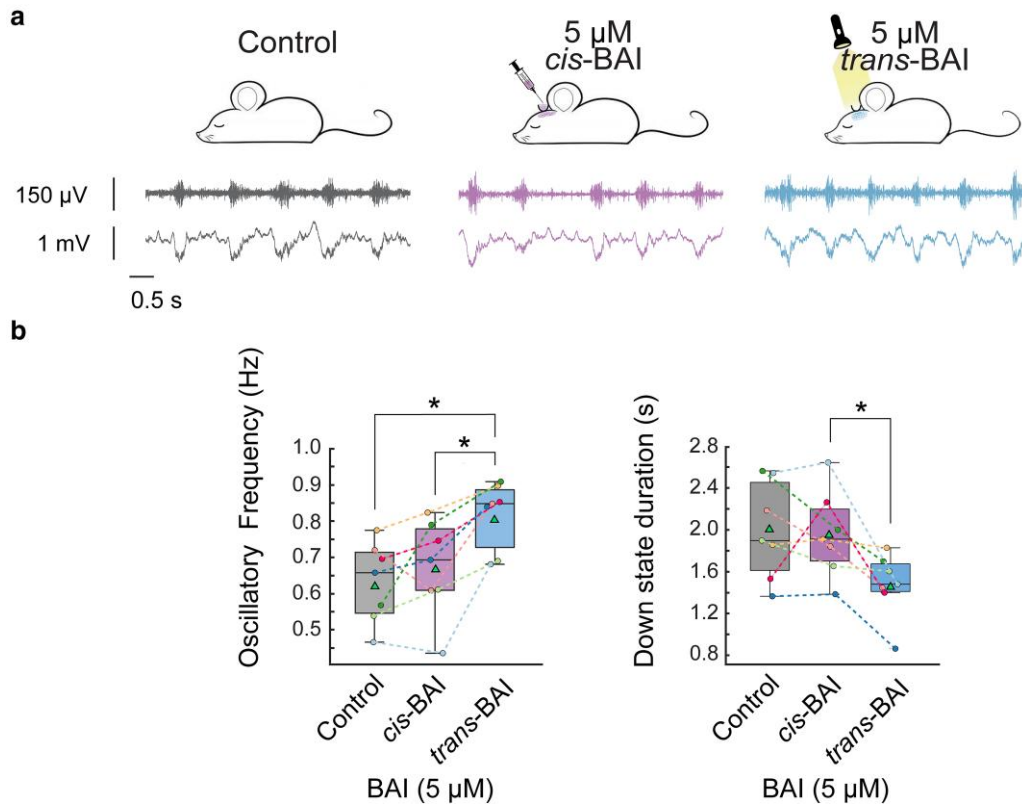 a
Control
5 µM
cis-BAI
5 µM
trans-BAI
150 µV
1 mV
0.5 s
b
Oscillatory Frequency (Hz)
1.0
0.9
0.8
0.7
0.6
0.5
*
*
Control
cis-BAI
trans-BAI
BAI (5 µM)
Down state duration (s)
2.8
2.4
2.0
1.6
1.2
0.8
*
Control
cis-BAI
trans-BAI
BAI (5 µM)